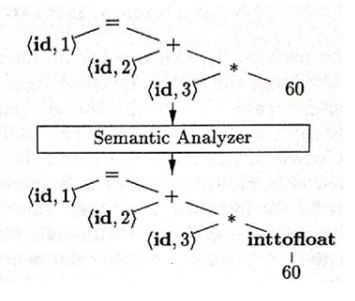 =
⟨id, 1⟩
+
⟨id, 2⟩
*
⟨id, 3⟩
60
Semantic Analyzer
=
⟨id, 1⟩
+
⟨id, 2⟩
*
⟨id, 3⟩
inttofloat
60